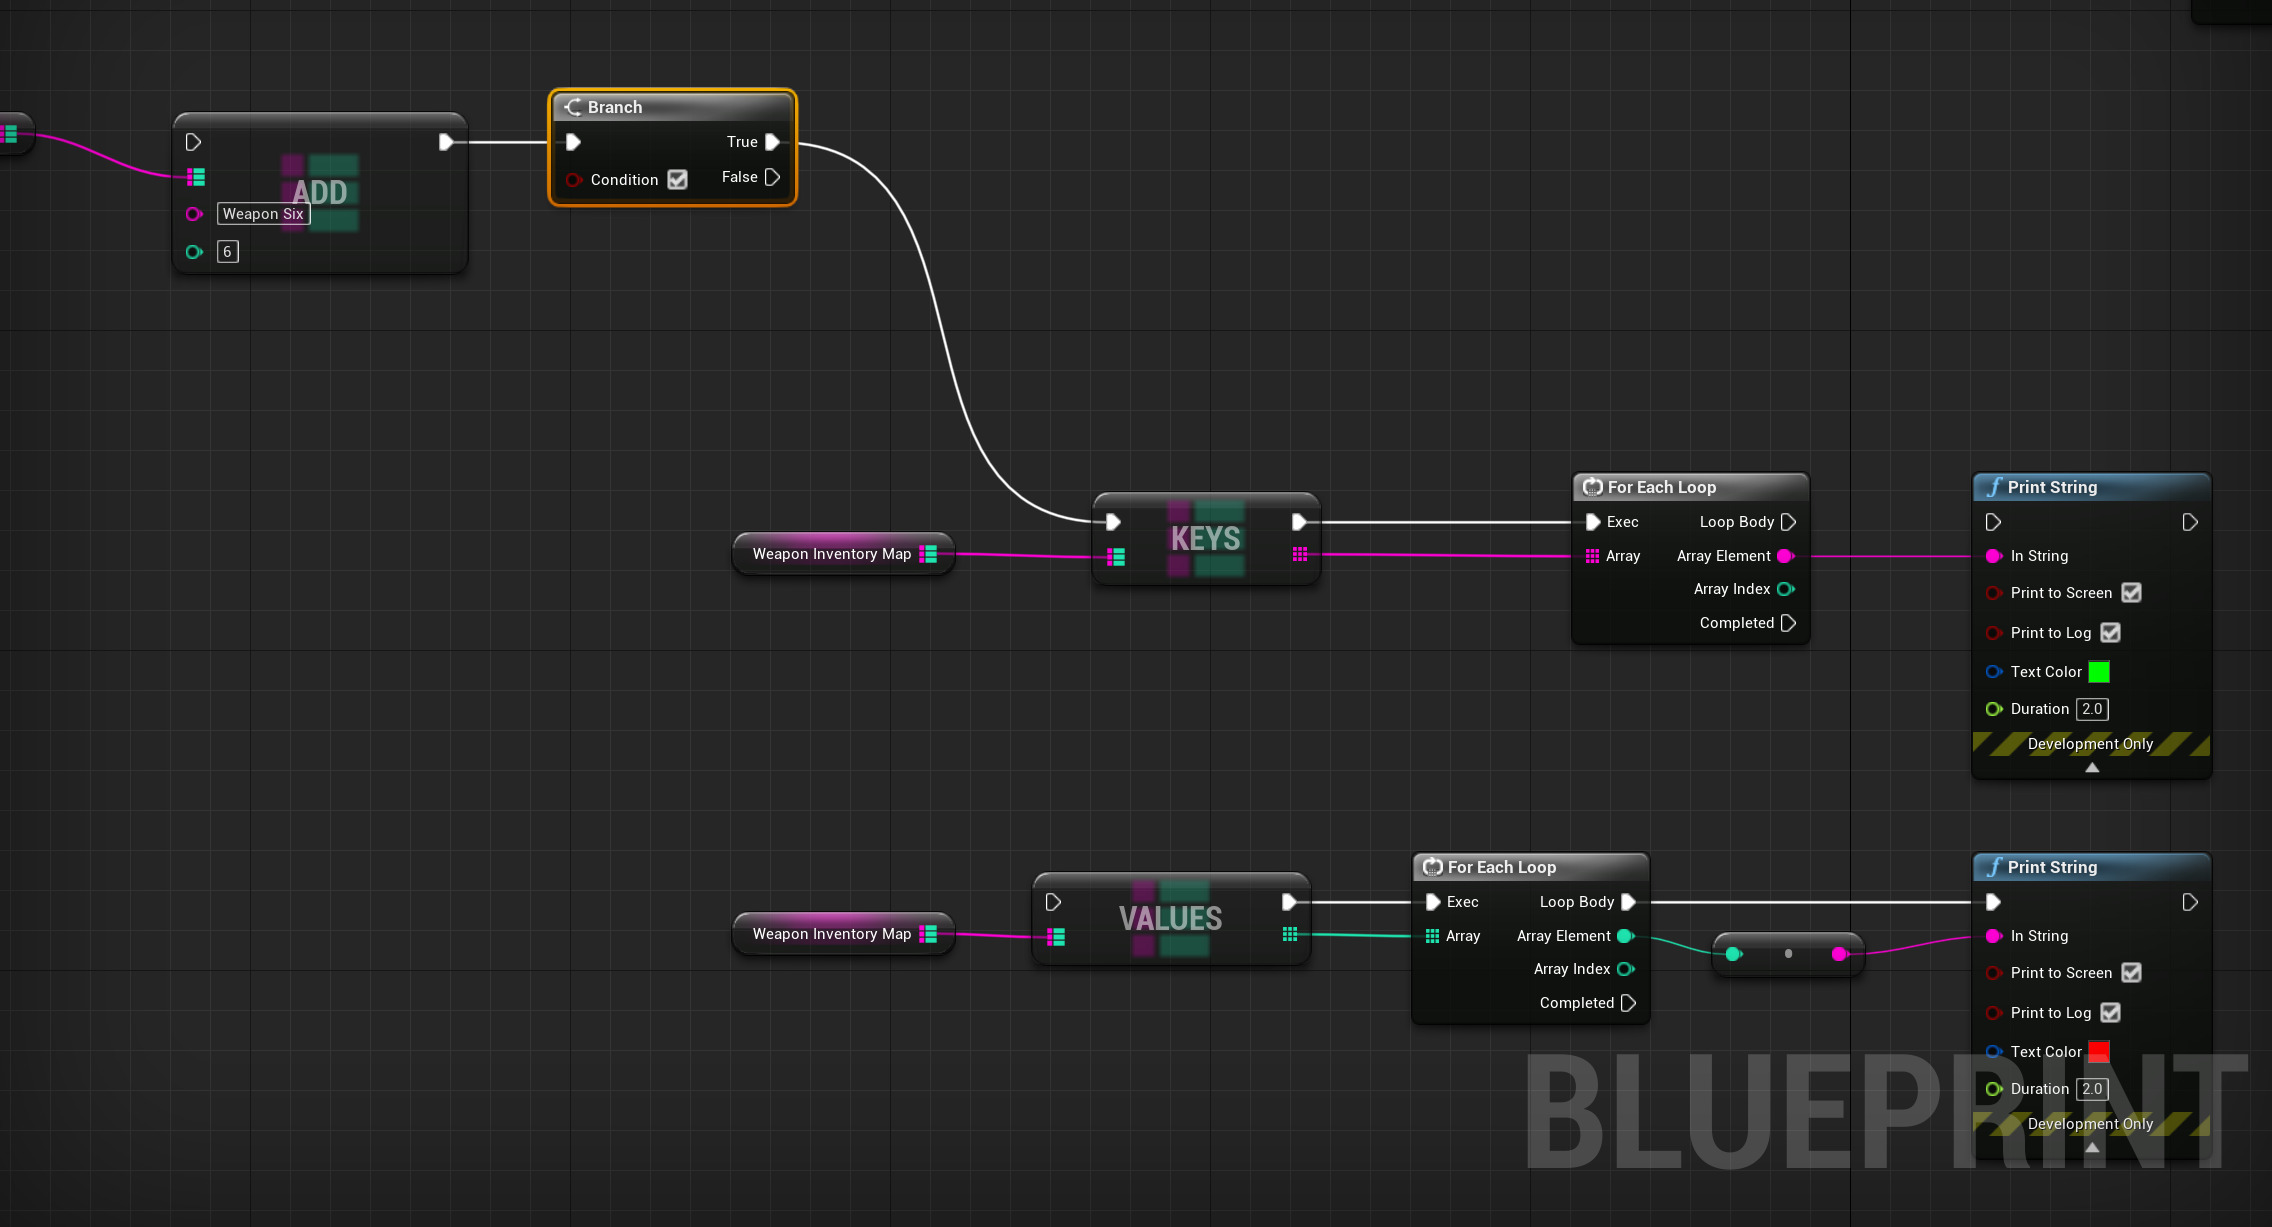 Branch
True
Condition
False
ADD
Weapon Six
6
Weapon Inventory Map
KEYS
For Each Loop
Exec
Loop Body
Array
Array Element
Array Index
Completed
Print String
In String
Print to Screen
Print to Log
Text Color
Duration 2.0
Development Only
Weapon Inventory Map
VALUES
For Each Loop
Exec
Loop Body
Array
Array Element
Array Index
Completed
Print String
In String
Print to Screen
Print to Log
Text Color
Duration 2.0
Development Only
BLUEPRINT